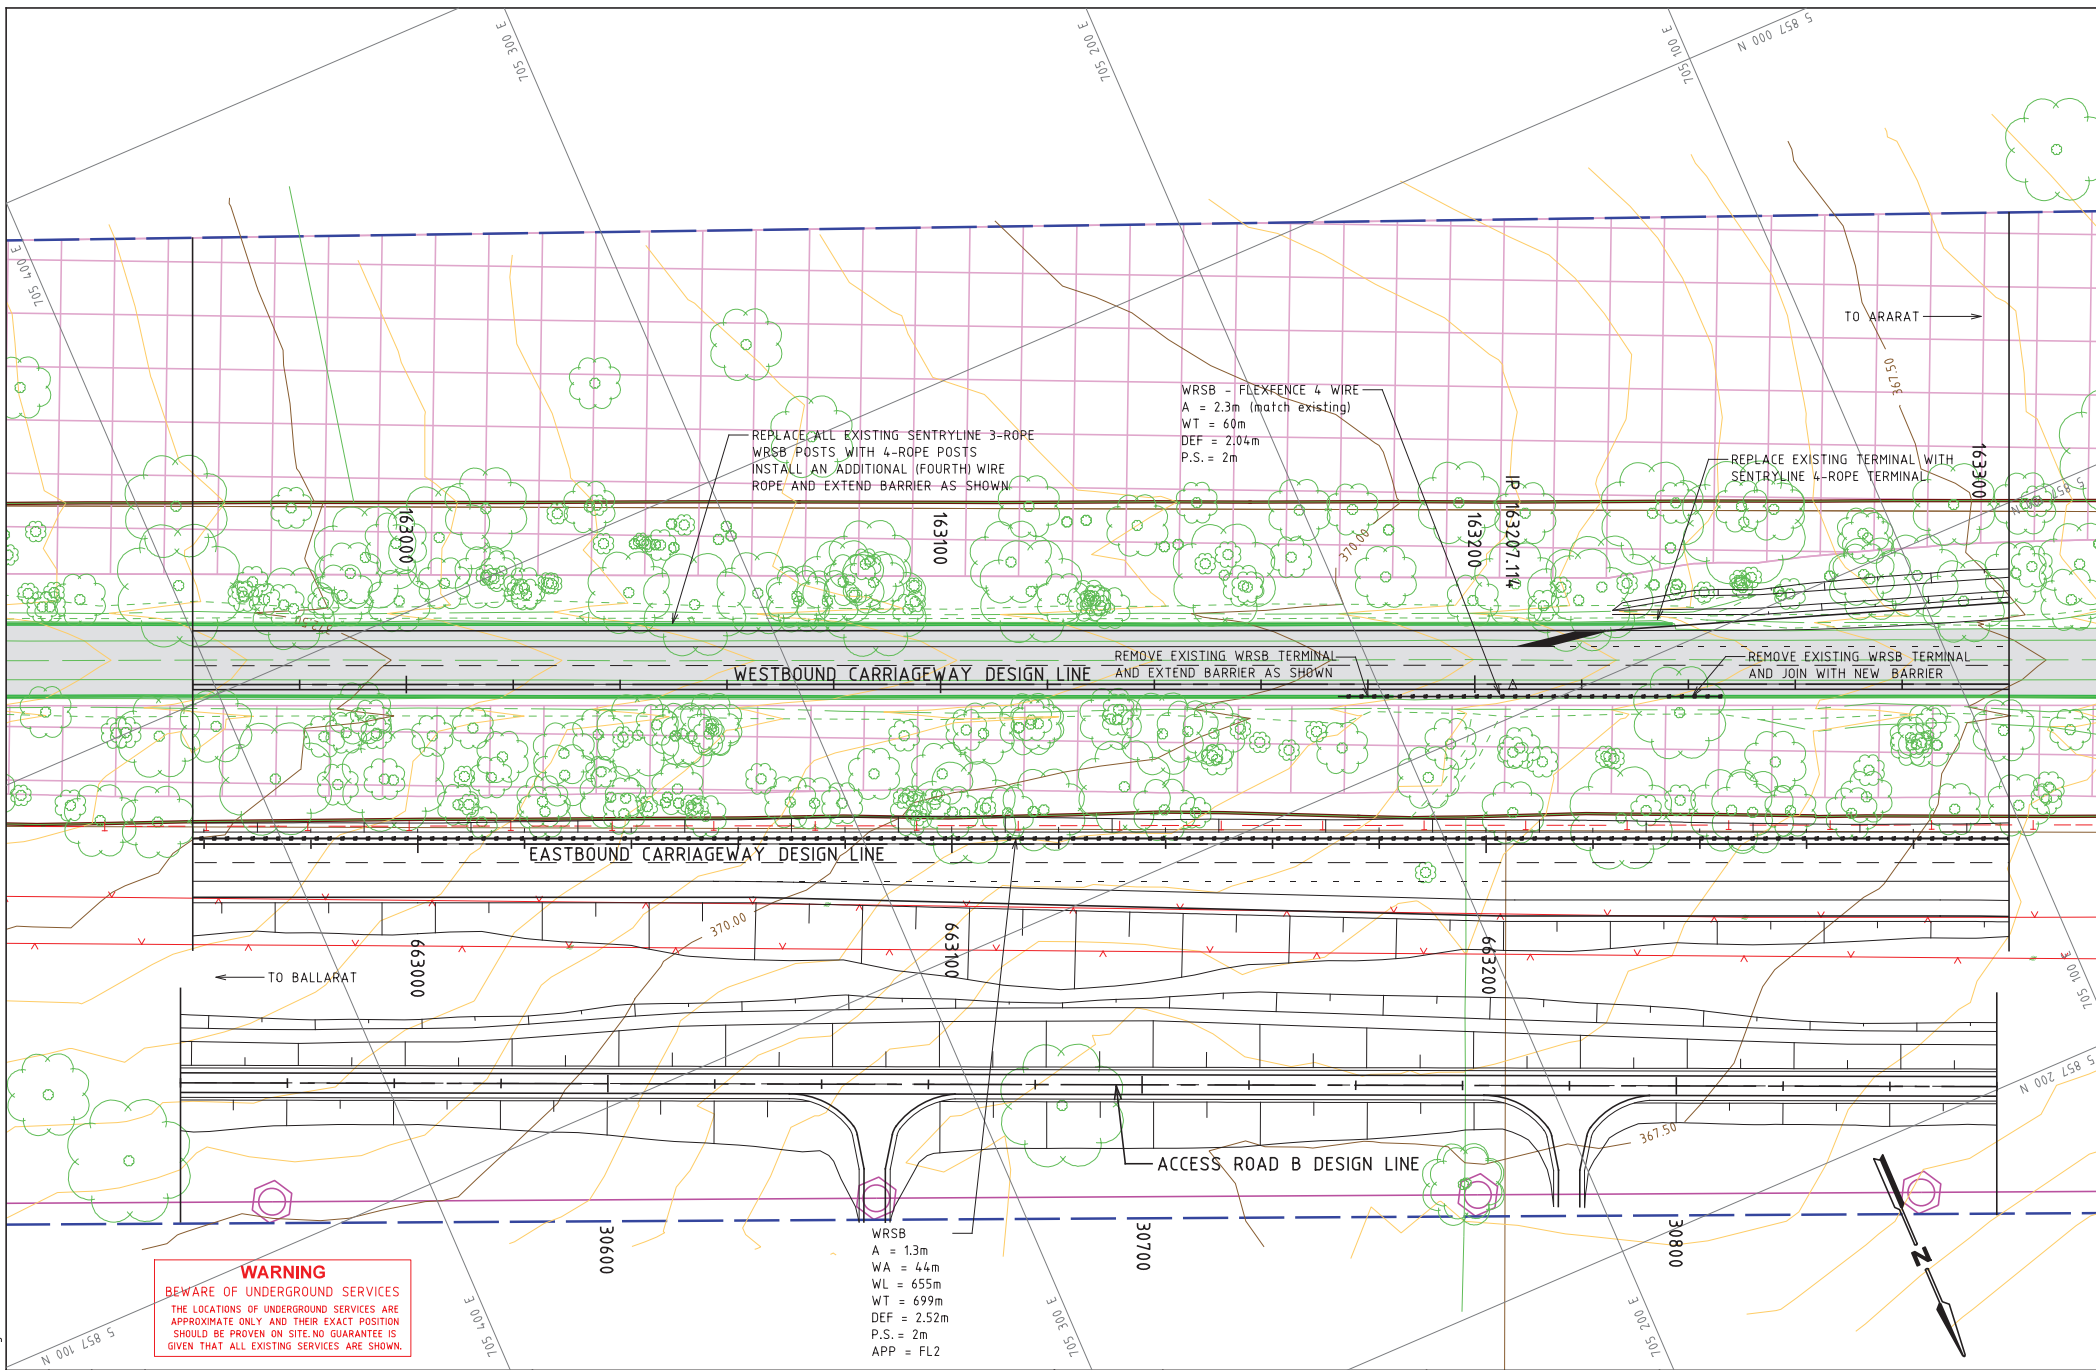 705 300 E
705 200 E
705 100 E
5 857 000 N
705 400 E
TO ARARAT
367.50
WRSB - FLEXFENCE 4 WIRE
A = 2.3m (match existing)
WT = 60m
DEF = 2.04m
P.S. = 2m
REPLACE ALL EXISTING SENTRYLINE 3-ROPE
WRSB POSTS WITH 4-ROPE POSTS
INSTALL AN ADDITIONAL (FOURTH) WIRE
ROPE AND EXTEND BARRIER AS SHOWN
REPLACE EXISTING TERMINAL WITH
SENTRYLINE 4-ROPE TERMINAL
163000
163100
163200
IP 163207.114
163300
370.00
WESTBOUND CARRIAGEWAY DESIGN LINE
REMOVE EXISTING WRSB TERMINAL
AND EXTEND BARRIER AS SHOWN
REMOVE EXISTING WRSB TERMINAL
AND JOIN WITH NEW BARRIER
EASTBOUND CARRIAGEWAY DESIGN LINE
370.00
663000
663100
663200
TO BALLARAT
705 100 E
5 857 200 N
367.50
ACCESS ROAD B DESIGN LINE
30600
30700
30800
WRSB
A = 1.3m
WA = 44m
WL = 655m
WT = 699m
DEF = 2.52m
P.S. = 2m
APP = FL2
N
WARNING
BEWARE OF UNDERGROUND SERVICES
THE LOCATIONS OF UNDERGROUND SERVICES ARE
APPROXIMATE ONLY AND THEIR EXACT POSITION
SHOULD BE PROVEN ON SITE. NO GUARANTEE IS
GIVEN THAT ALL EXISTING SERVICES ARE SHOWN.
5 857 100 N
705 400 E
705 300 E
705 200 E